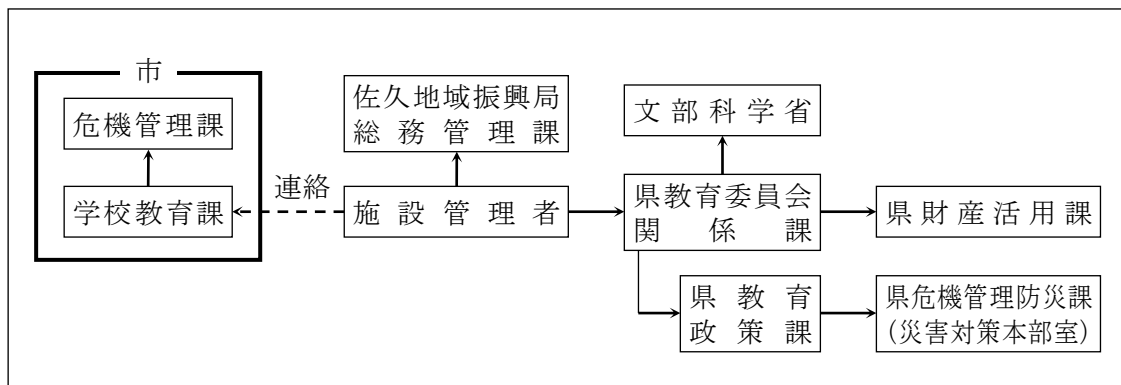 市
危機管理課
学校教育課
連絡
佐久地域振興局
総務管理課
施設管理者
文部科学省
県教育委員会
関係課
県財産活用課
県教育
政策課
県危機管理防災課
(災害対策本部室)